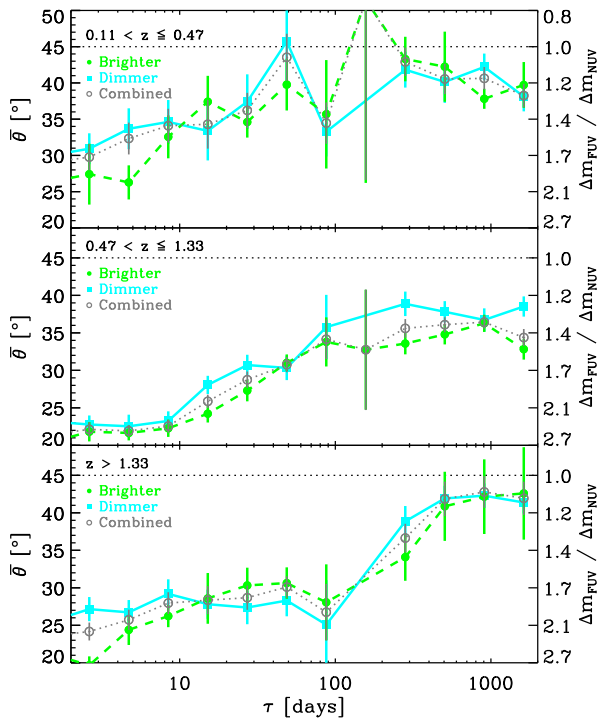 0.11 < z ≦ 0.47
Brighter
Dimmer
Combined
50
45
40
35
30
25
20
θ̅ [°]
0.8
1.0
1.2
1.4
1.7
2.1
2.7
Δm_FUV / Δm_NUV
0.47 < z ≦ 1.33
Brighter
Dimmer
Combined
45
40
35
30
25
20
θ̅ [°]
1.0
1.2
1.4
1.7
2.1
2.7
Δm_FUV / Δm_NUV
z > 1.33
Brighter
Dimmer
Combined
45
40
35
30
25
20
θ̅ [°]
1.0
1.2
1.4
1.7
2.1
2.7
Δm_FUV / Δm_NUV
10 100 1000
τ [days]